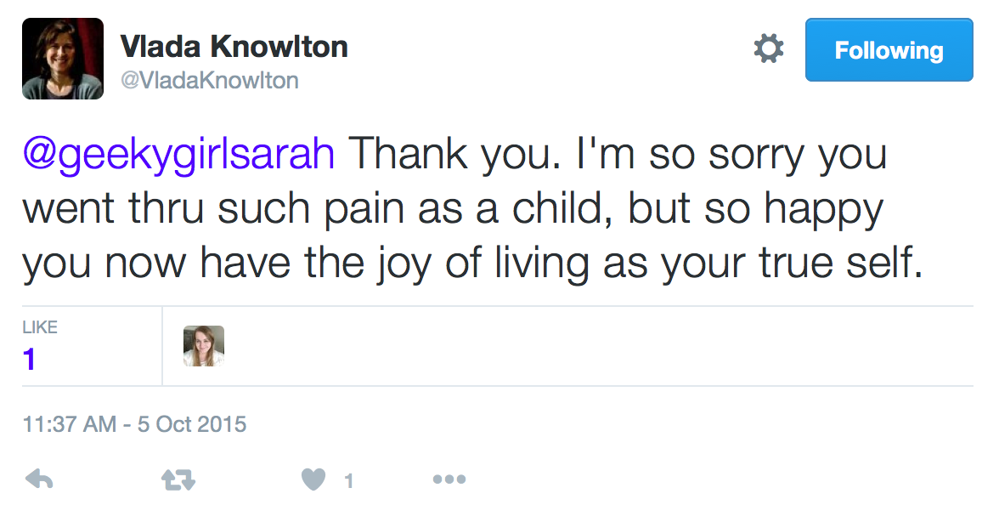 Vlada Knowlton
@VladaKnowlton
Following
@geekygirlsarah Thank you. I'm so sorry you
went thru such pain as a child, but so happy
you now have the joy of living as your true self.
LIKE
1
11:37 AM - 5 Oct 2015
1